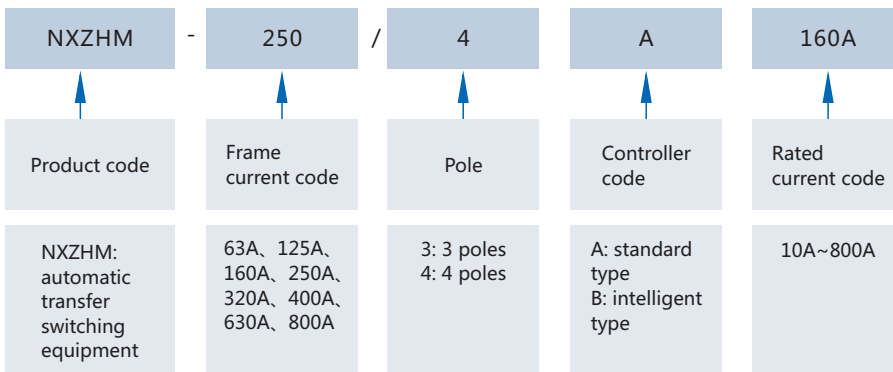 NXZHM - 250 / 4 A 160A
Product code
Frame
current code
Pole
Controller
code
Rated
current code
NXZHM:
automatic
transfer
switching
equipment
63A、125A、
160A、250A、
320A、400A、
630A、800A
3: 3 poles
4: 4 poles
A: standard
type
B: intelligent
type
10A~800A